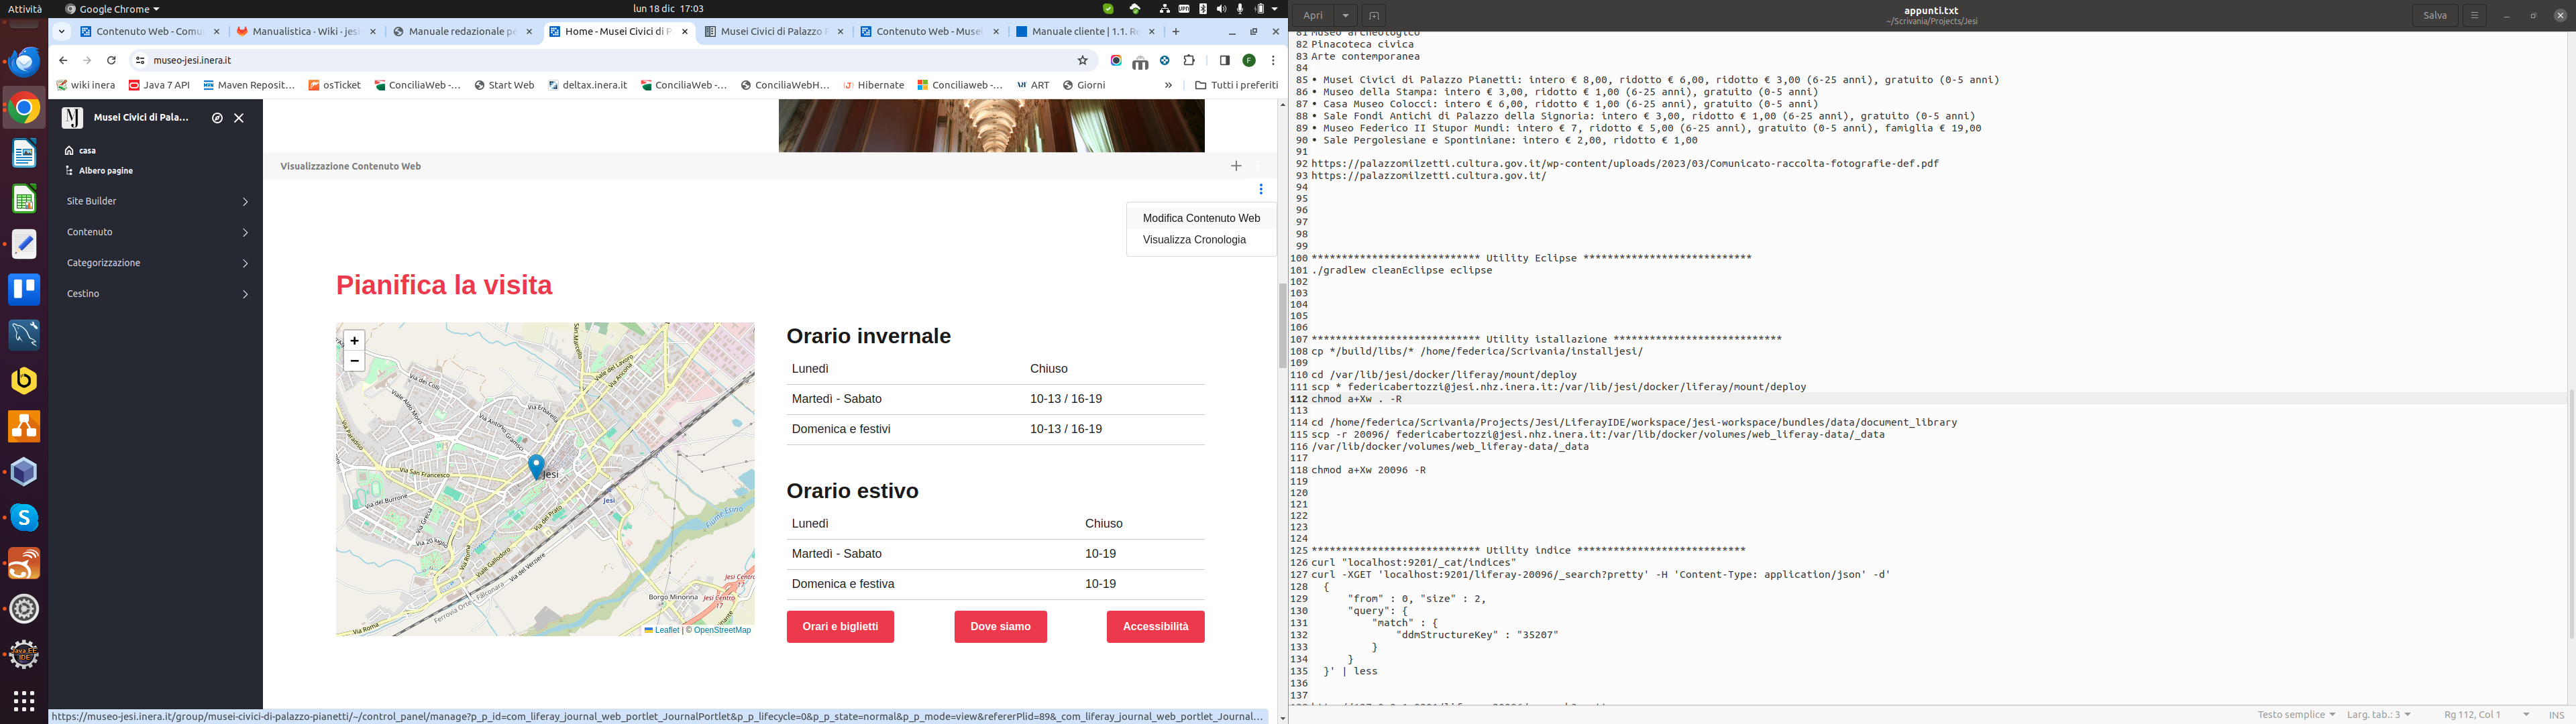 Attività
Google Chrome
lun 18 dic 17:03
Contenuto Web - Comu
Manualistica · Wiki · jesi
Manuale redazionale pe
Home - Musei Civici di P
Musei Civici di Palazzo
Contenuto Web - Musei
Manuale cliente | 1.1. Re
museo-jesi.inera.it
wiki inera
Java 7 API
Maven Reposit...
osTicket
ConciliaWeb -...
Start Web
deltax.inera.it
ConciliaWeb -...
ConciliaWebH...
Hibernate
Conciliaweb -...
ART
Giorni
Tutti i preferiti
Musei Civici di Pala...
casa
Albero pagine
Site Builder
Contenuto
Categorizzazione
Cestino
Visualizzazione Contenuto Web
Modifica Contenuto Web
Visualizza Cronologia
Pianifica la visita
+
−
Jesi
Leaflet | © OpenStreetMap
Orario invernale
Lunedì Chiuso
Martedì - Sabato 10-13 / 16-19
Domenica e festivi 10-13 / 16-19
Orario estivo
Lunedì Chiuso
Martedì - Sabato 10-19
Domenica e festiva 10-19
Orari e biglietti
Dove siamo
Accessibilità
https://museo-jesi.inera.it/group/musei-civici-di-palazzo-pianetti/~/control_panel/manage?p_p_id=com_liferay_journal_web_portlet_JournalPortlet&p_p_lifecycle=0&p_p_state=normal&p_p_mode=view&refererPlid=89&_com_liferay_journal_web_portlet_Journal...
Apri
appunti.txt
~/Scrivania/Projects/Jesi
Salva
81 Museo archeologico
82 Pinacoteca civica
83 Arte contemporanea
84
85 • Musei Civici di Palazzo Pianetti: intero € 8,00, ridotto € 6,00, ridotto € 3,00 (6-25 anni), gratuito (0-5 anni)
86 • Museo della Stampa: intero € 3,00, ridotto € 1,00 (6-25 anni), gratuito (0-5 anni)
87 • Casa Museo Colocci: intero € 6,00, ridotto € 1,00 (6-25 anni), gratuito (0-5 anni)
88 • Sale Fondi Antichi di Palazzo della Signoria: intero € 3,00, ridotto € 1,00 (6-25 anni), gratuito (0-5 anni)
89 • Museo Federico II Stupor Mundi: intero € 7, ridotto € 5,00 (6-25 anni), gratuito (0-5 anni), famiglia € 19,00
90 • Sale Pergolesiane e Spontiniane: intero € 2,00, ridotto € 1,00
91
92 https://palazzomilzetti.cultura.gov.it/wp-content/uploads/2023/03/Comunicato-raccolta-fotografie-def.pdf
93 https://palazzomilzetti.cultura.gov.it/
94
95
96
97
98
99
100 **************************** Utility Eclipse ****************************
101 ./gradlew cleanEclipse eclipse
102
103
104
105
106
107 **************************** Utility istallazione ****************************
108 cp */build/libs/* /home/federica/Scrivania/installjesi/
109
110 cd /var/lib/jesi/docker/liferay/mount/deploy
111 scp * federicabertozzi@jesi.nhz.inera.it:/var/lib/jesi/docker/liferay/mount/deploy
112 chmod a+Xw . -R
113
114 cd /home/federica/Scrivania/Projects/Jesi/LiferayIDE/workspace/jesi-workspace/bundles/data/document_library
115 scp -r 20096/ federicabertozzi@jesi.nhz.inera.it:/var/lib/docker/volumes/web_liferay-data/_data
116 /var/lib/docker/volumes/web_liferay-data/_data
117
118 chmod a+Xw 20096 -R
119
120
121
122
123
124
125 **************************** Utility indice ****************************
126 curl "localhost:9201/_cat/indices"
127 curl -XGET 'localhost:9201/liferay-20096/_search?pretty' -H 'Content-Type: application/json' -d'
128 {
129 "from" : 0, "size" : 2,
130 "query": {
131 "match" : {
132 "ddmStructureKey" : "35207"
133 }
134 }
135 }' | less
136
137
Testo semplice
Larg. tab.: 3
Rg 112, Col 1
INS